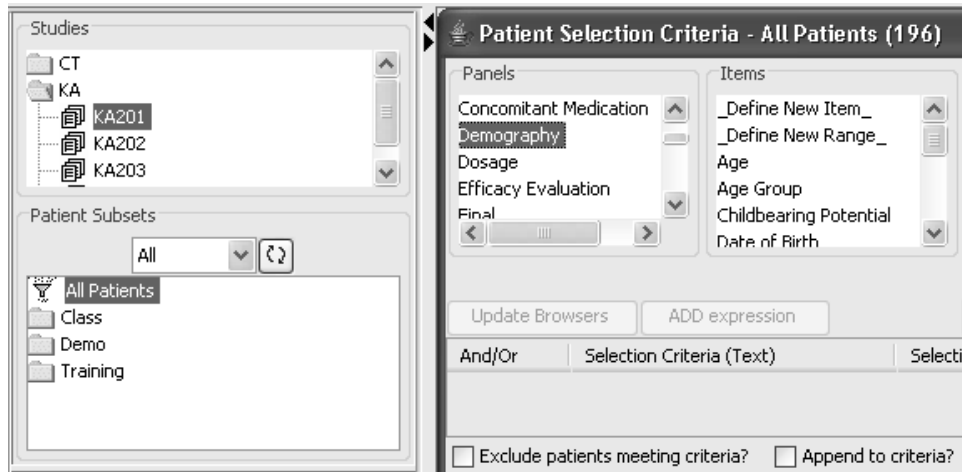 Studies
CT
KA
KA201
KA202
KA203
Patient Subsets
All
All Patients
Class
Demo
Training
Patient Selection Criteria - All Patients (196)
Panels
Concomitant Medication
Demography
Dosage
Efficacy Evaluation
Final
Items
_Define New Item_
_Define New Range_
Age
Age Group
Childbearing Potential
Date of Birth
Update Browsers
ADD expression
And/Or
Selection Criteria (Text)
Selecti
Exclude patients meeting criteria?
Append to criteria?